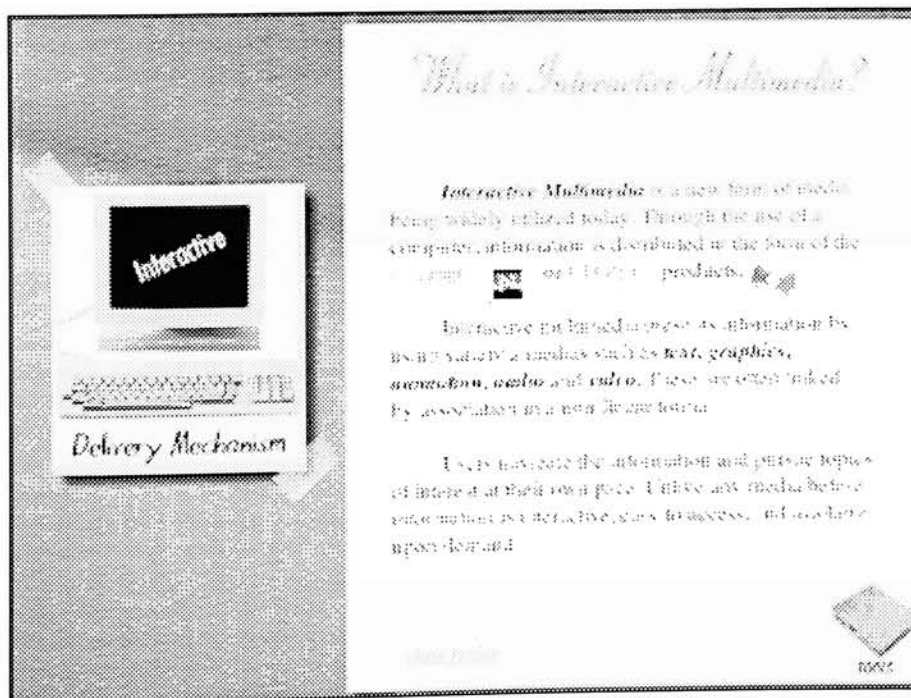 Interactive
Delivery Mechanism
What is Interactive Multimedia?
Interactive Multimedia is a new form of media
being widely utilized today. Through the use of a
computer, information is distributed in the form of the
products.
Interactive multimedia presents information by
using variety medias such as text, graphics,
animation, audio and video. These are often linked
by association in a non linear format
Users navigate the information and pursue topics
of interest at their own pace. Unlike any media before
information is interactive, easy to access, and available
upon demand